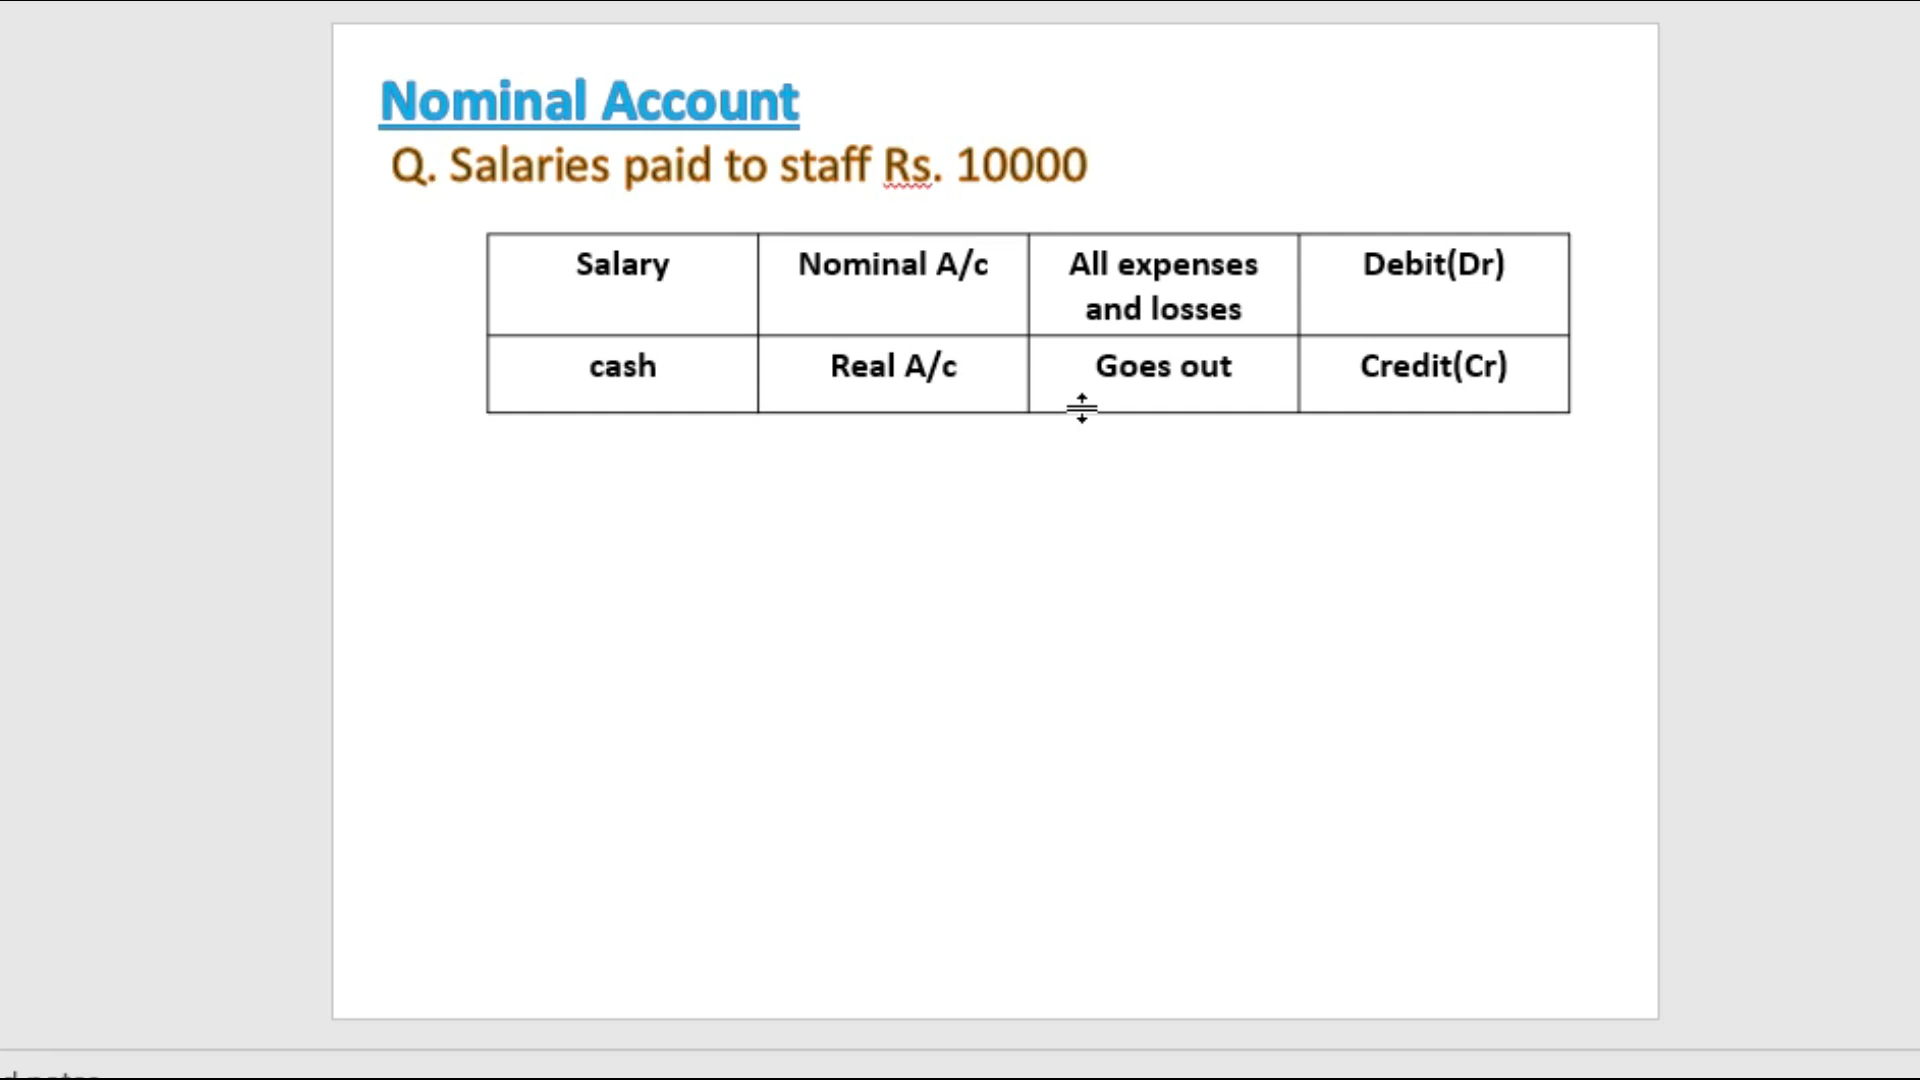 Nominal Account
Q. Salaries paid to staff Rs. 10000
Salary Nominal A/c All expenses and losses Debit(Dr)
cash Real A/c Goes out Credit(Cr)